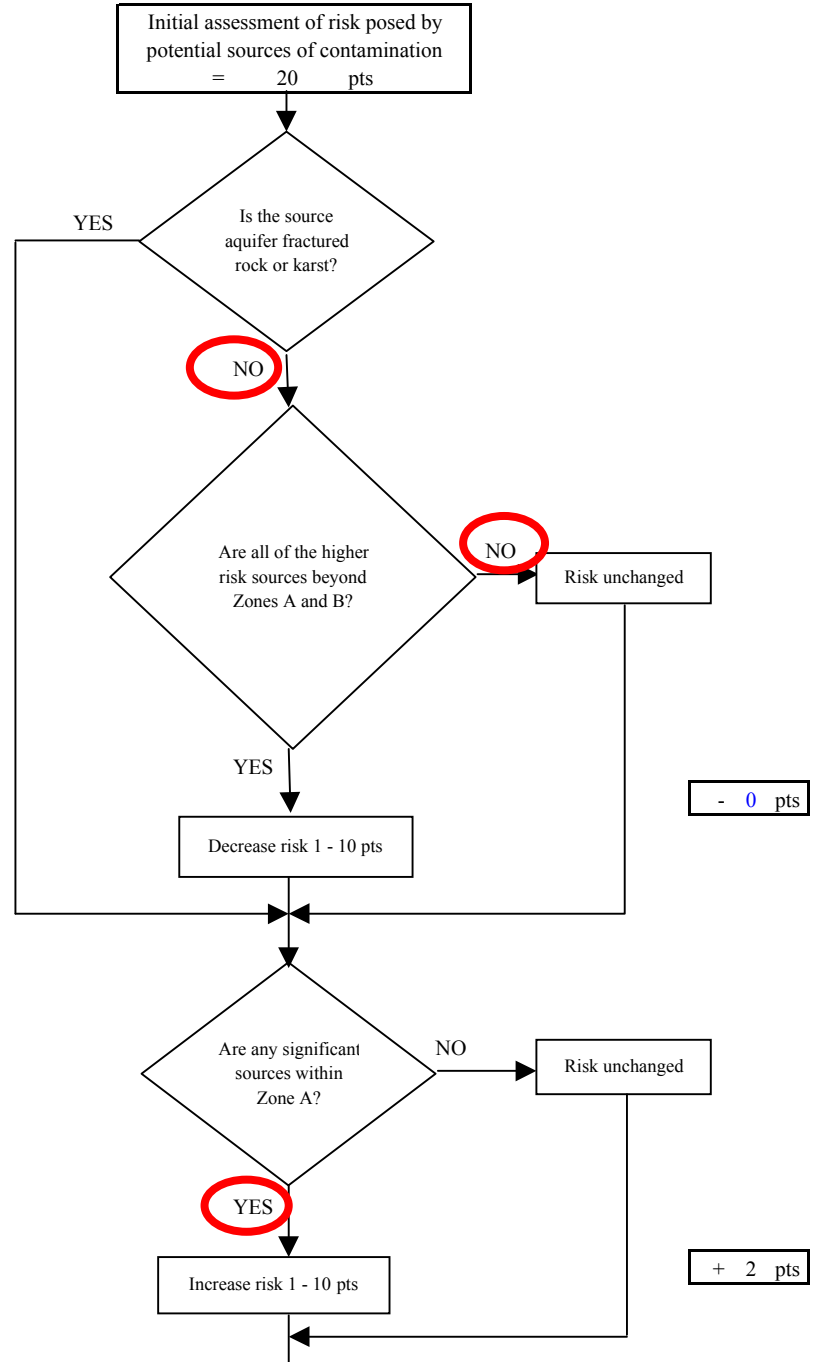 Initial assessment of risk posed by
potential sources of contamination
= 20 pts
YES
Is the source
aquifer fractured
rock or karst?
NO
Are all of the higher
risk sources beyond
Zones A and B?
NO
Risk unchanged
YES
- 0 pts
Decrease risk 1 - 10 pts
Are any significant
sources within
Zone A?
NO
Risk unchanged
YES
+ 2 pts
Increase risk 1 - 10 pts